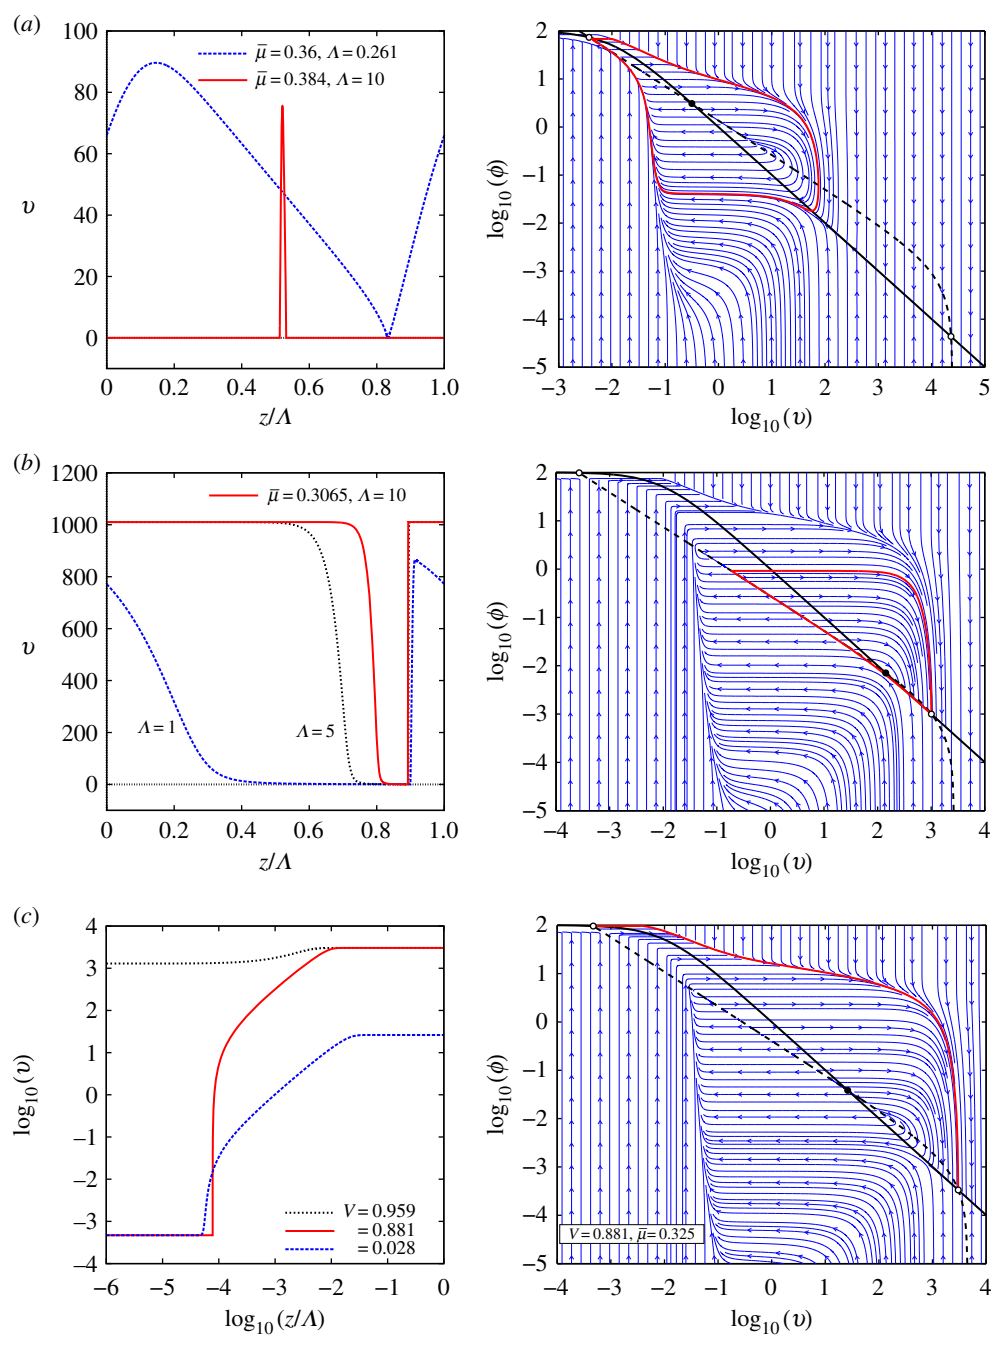 (a)
100
80
60
υ
40
20
0
μ̄ = 0.36, Λ = 0.261
μ̄ = 0.384, Λ = 10
0 0.2 0.4 0.6 0.8 1.0
z/Λ
2
1
0
−1
log₁₀(ϕ)
−2
−3
−4
−5
−3 −2 −1 0 1 2 3 4 5
log₁₀(υ)
(b)
1200
1000
800
υ
600
400
200
0
μ̄ = 0.3065, Λ = 10
Λ = 1
Λ = 5
0 0.2 0.4 0.6 0.8 1.0
z/Λ
2
1
0
−1
log₁₀(ϕ)
−2
−3
−4
−5
−4 −3 −2 −1 0 1 2 3 4
log₁₀(υ)
(c)
4
3
2
1
log₁₀(υ)
0
−1
−2
−3
−4
V = 0.959
= 0.881
= 0.028
−6 −5 −4 −3 −2 −1 0
log₁₀(z/Λ)
2
1
0
−1
log₁₀(ϕ)
−2
−3
−4
−5
V = 0.881, μ̄ = 0.325
−4 −3 −2 −1 0 1 2 3 4
log₁₀(υ)